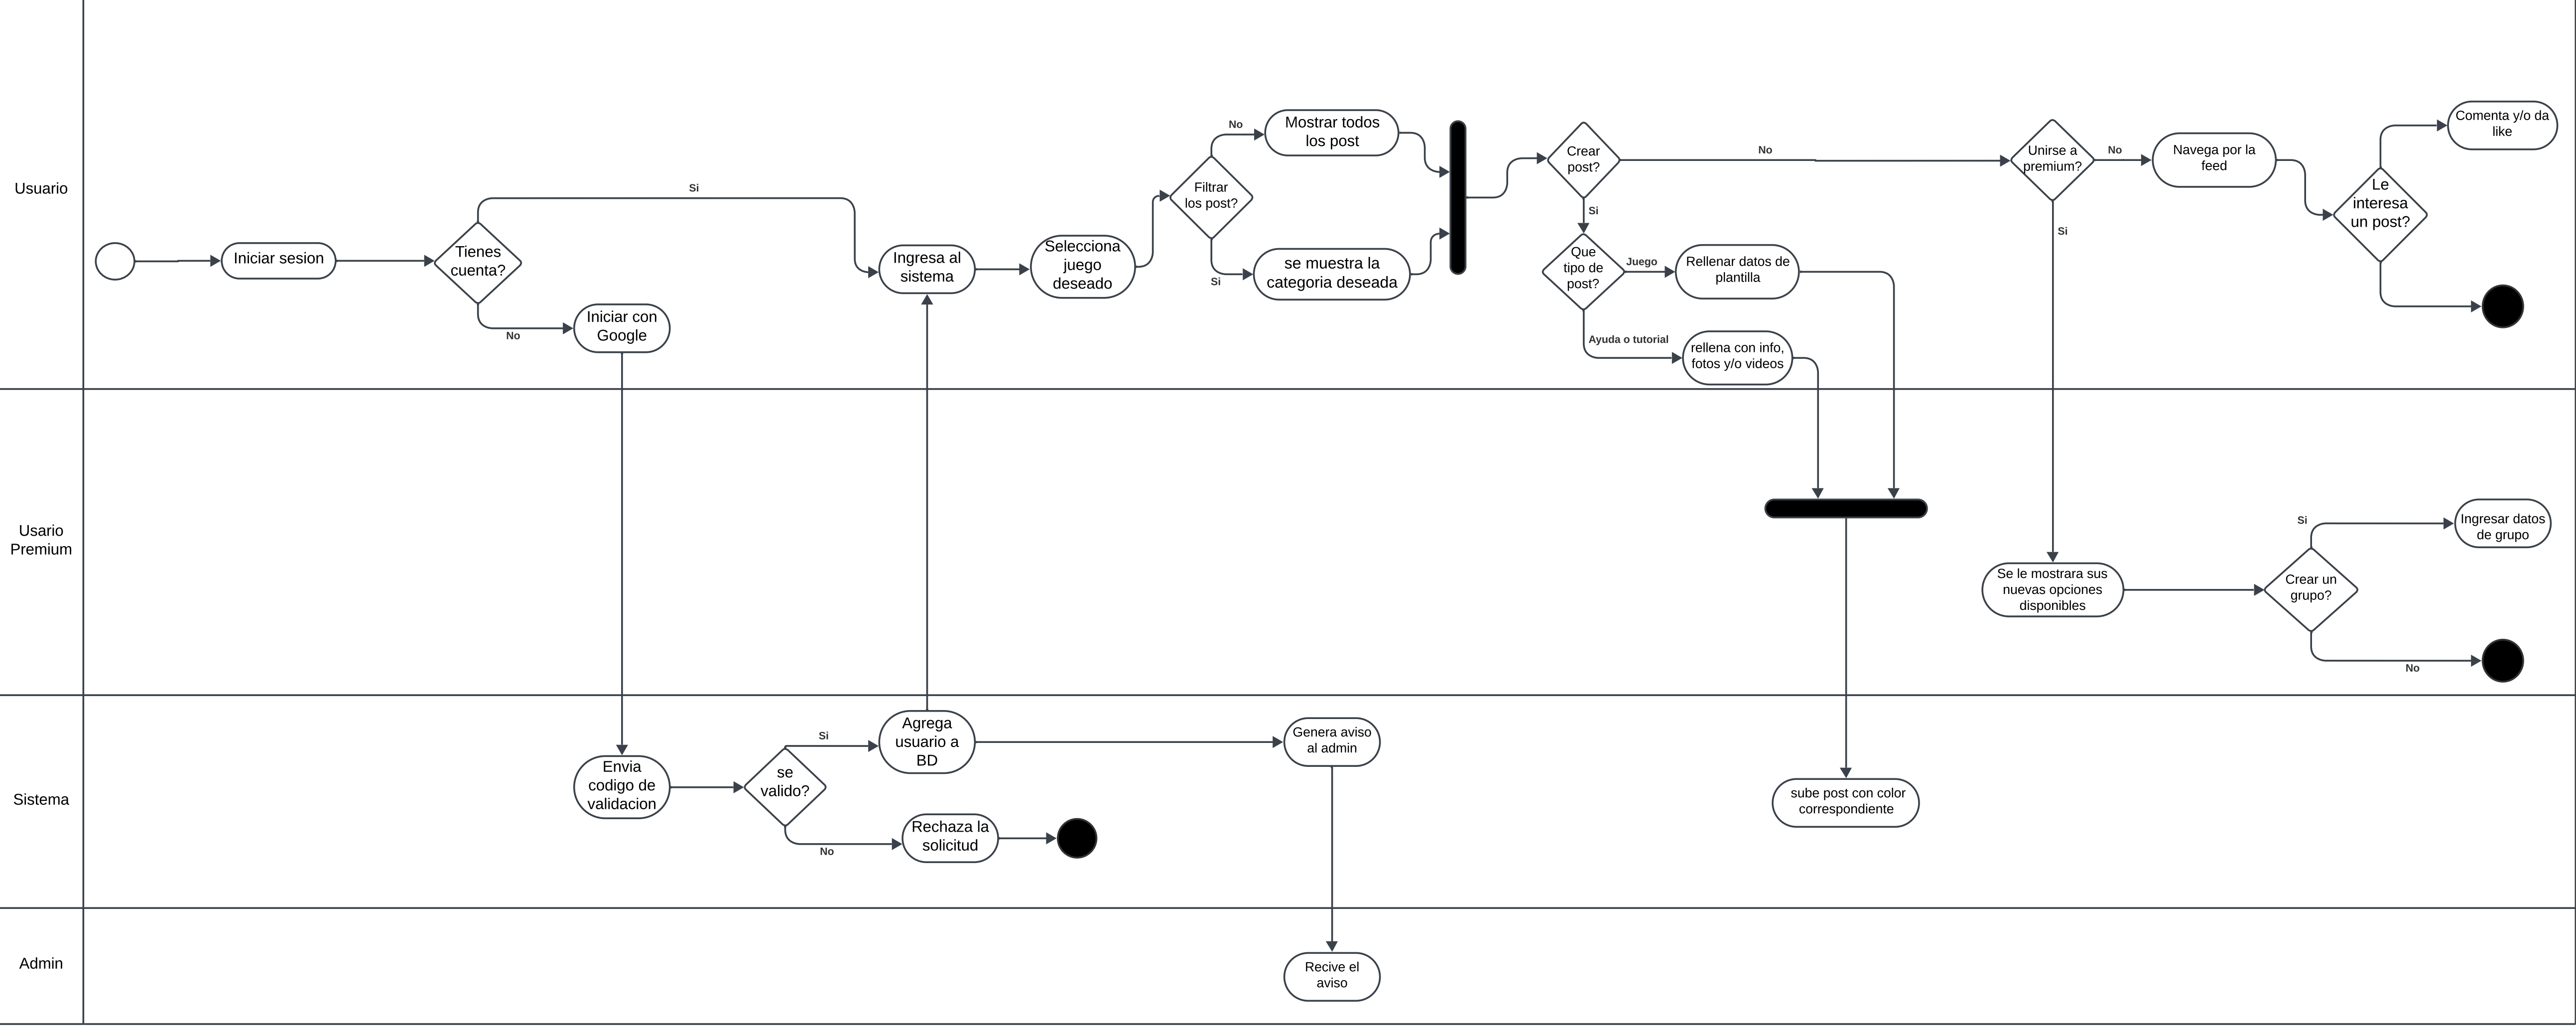 Usuario
Iniciar sesion
Tienes
cuenta?
Si
No
Iniciar con
Google
Ingresa al
sistema
Selecciona
juego
deseado
Filtrar
los post?
No
Si
Mostrar todos
los post
se muestra la
categoria deseada
Crear
post?
No
Si
Que
tipo de
post?
Juego
Ayuda o tutorial
Rellenar datos de
plantilla
rellena con info,
fotos y/o videos
Unirse a
premium?
No
Si
Navega por la
feed
Le
interesa
un post?
Comenta y/o da
like
Usario
Premium
Se le mostrara sus
nuevas opciones
disponibles
Crear un
grupo?
Si
No
Ingresar datos
de grupo
Sistema
Envia
codigo de
validacion
se
valido?
Si
No
Agrega
usuario a
BD
Rechaza la
solicitud
Genera aviso
al admin
sube post con color
correspondiente
Admin
Recive el
aviso